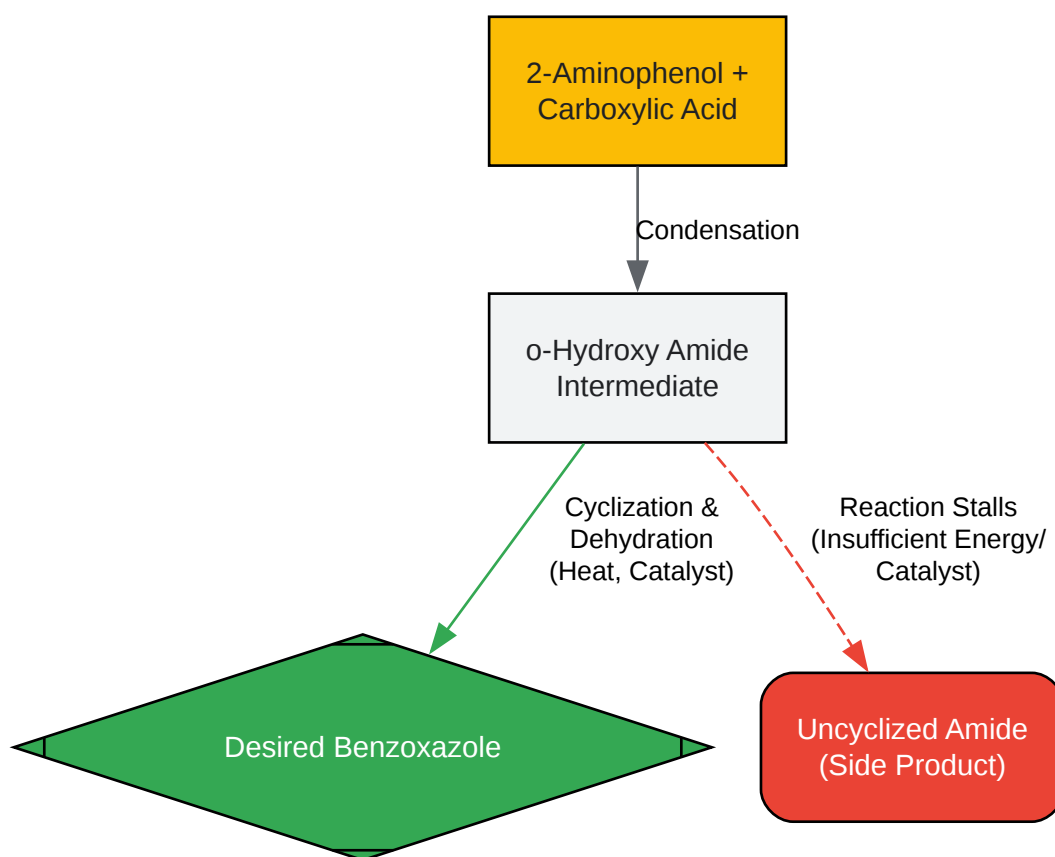 2-Aminophenol +
Carboxylic Acid
Condensation
o-Hydroxy Amide
Intermediate
Cyclization &
Dehydration
(Heat, Catalyst)
Reaction Stalls
(Insufficient Energy/
Catalyst)
Desired Benzoxazole
Uncyclized Amide
(Side Product)